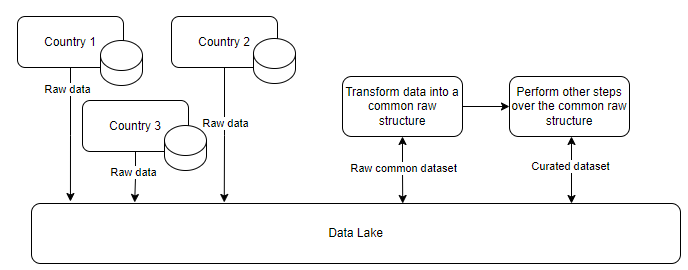 Country 1
Country 2
Raw data
Country 3
Raw data
Raw data
Transform data into a
common raw
structure
Perform other steps
over the common raw
structure
Raw common dataset
Curated dataset
Data Lake